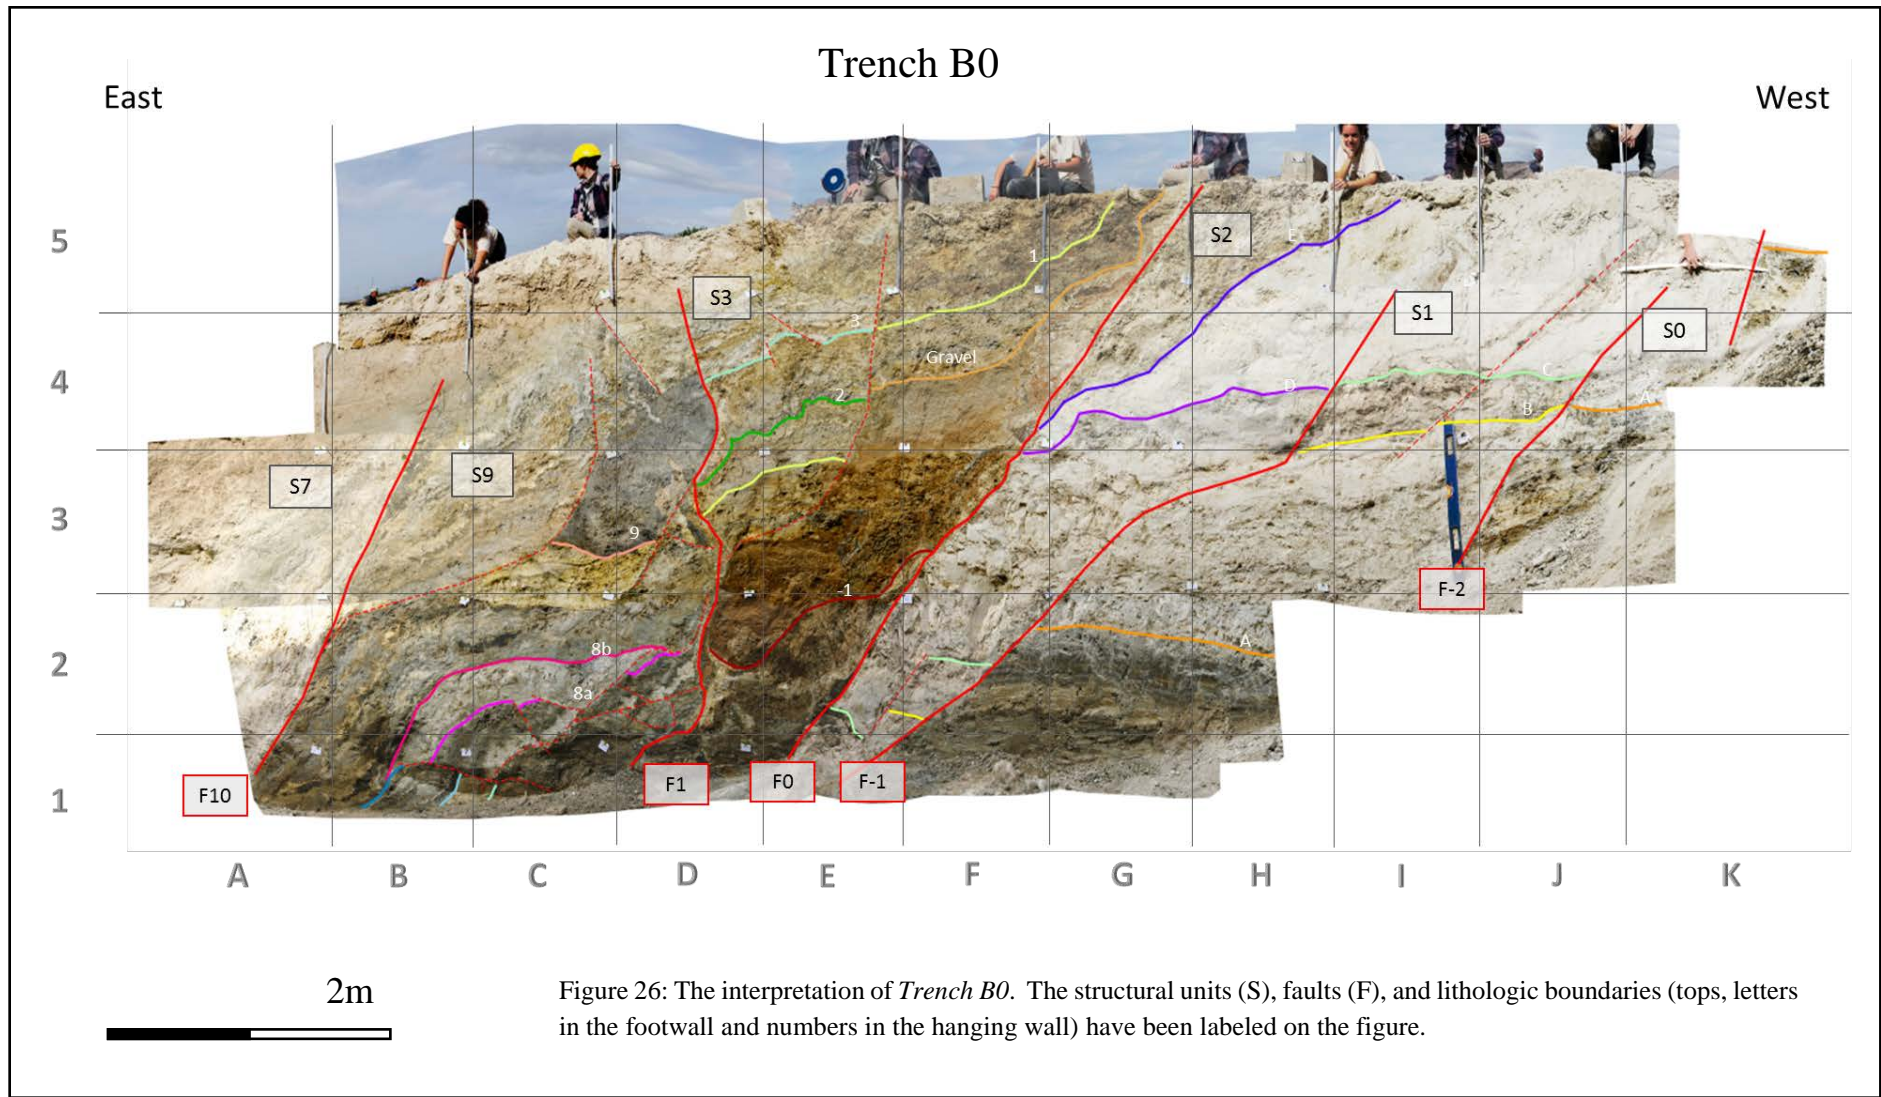 Trench B0
East
West
5
S2
E
1
S3
S1
S0
3
4
Gravel
C
D
2
B
A
S7
S9
3
9
-1
F-2
2
8b
A
8a
F10
F1
F0
F-1
1
A B C D E F G H I J K
2m
Figure 26: The interpretation of Trench B0. The structural units (S), faults (F), and lithologic boundaries (tops, letters
in the footwall and numbers in the hanging wall) have been labeled on the figure.